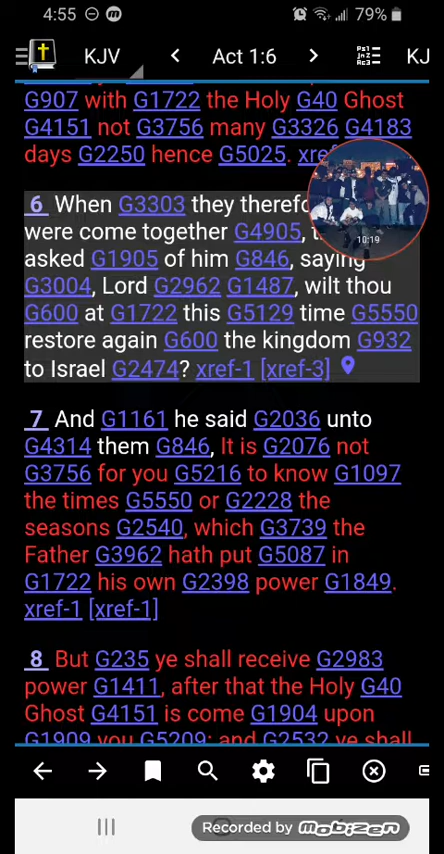 4:55 79%
KJV < Act 1:6 > KJ
G907 with G1722 the Holy G40 Ghost
G4151 not G3756 many G3326 G4183
days G2250 hence G5025. xref
6 When G3303 they therefo
were come together G4905,
asked G1905 of him G846, saying
G3004, Lord G2962 G1487, wilt thou
G600 at G1722 this G5129 time G5550
restore again G600 the kingdom G932
to Israel G2474? xref-1 [xref-3]
10:19
7 And G1161 he said G2036 unto
G4314 them G846, It is G2076 not
G3756 for you G5216 to know G1097
the times G5550 or G2228 the
seasons G2540, which G3739 the
Father G3962 hath put G5087 in
G1722 his own G2398 power G1849.
xref-1 [xref-1]
8 But G235 ye shall receive G2983
power G1411, after that the Holy G40
Ghost G4151 is come G1904 upon
G1909 you G5209: and G2532 ye shall
Recorded by Mobizen